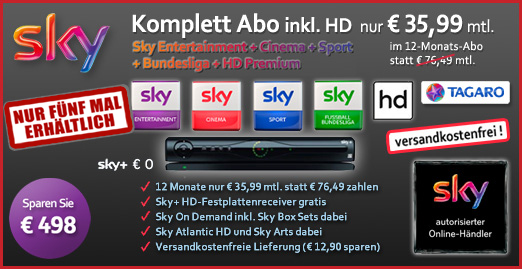 sky
Komplett Abo inkl. HD nur € 35,99 mtl.
Sky Entertainment + Cinema + Sport
+ Bundesliga + HD Premium
im 12-Monats-Abo
statt € 76,49 mtl.
NUR FÜNF MAL
ERHÄLTLICH
sky
ENTERTAINMENT
sky
CINEMA
sky
SPORT
sky
FUSSBALL
BUNDESLIGA
hd
TAGARO
versandkostenfrei !
sky+ € 0
Sparen Sie
€ 498
12 Monate nur € 35,99 mtl. statt € 76,49 zahlen
Sky+ HD-Festplattenreceiver gratis
Sky On Demand inkl. Sky Box Sets dabei
Sky Atlantic HD und Sky Arts dabei
Versandkostenfreie Lieferung (€ 12,90 sparen)
sky
autorisierter
Online-Händler